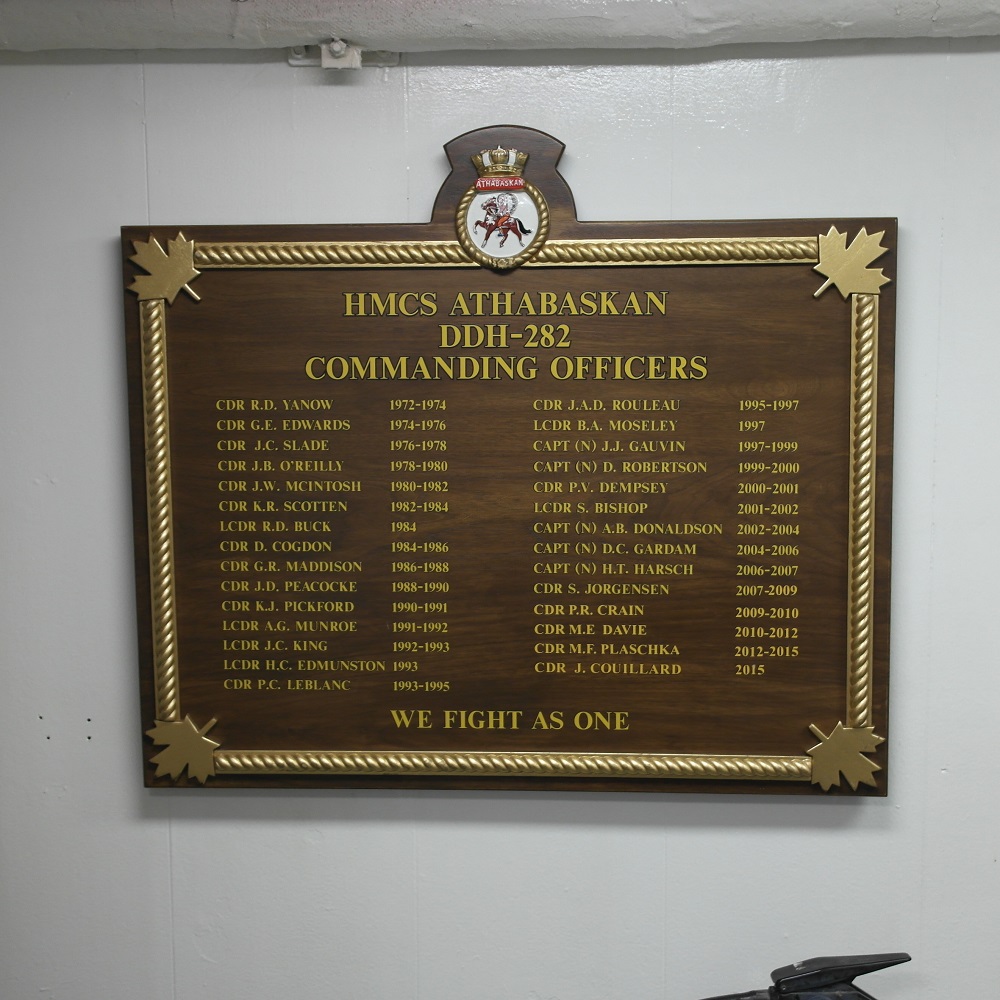 ATHABASKAN
HMCS ATHABASKAN
DDH-282
COMMANDING OFFICERS
CDR R.D. YANOW 1972-1974
CDR G.E. EDWARDS 1974-1976
CDR J.C. SLADE 1976-1978
CDR J.B. O'REILLY 1978-1980
CDR J.W. MCINTOSH 1980-1982
CDR K.R. SCOTTEN 1982-1984
LCDR R.D. BUCK 1984
CDR D. COGDON 1984-1986
CDR G.R. MADDISON 1986-1988
CDR J.D. PEACOCKE 1988-1990
CDR K.J. PICKFORD 1990-1991
LCDR A.G. MUNROE 1991-1992
LCDR J.C. KING 1992-1993
LCDR H.C. EDMUNSTON 1993
CDR P.C. LEBLANC 1993-1995
CDR J.A.D. ROULEAU 1995-1997
LCDR B.A. MOSELEY 1997
CAPT (N) J.J. GAUVIN 1997-1999
CAPT (N) D. ROBERTSON 1999-2000
CDR P.V. DEMPSEY 2000-2001
LCDR S. BISHOP 2001-2002
CAPT (N) A.B. DONALDSON 2002-2004
CAPT (N) D.C. GARDAM 2004-2006
CAPT (N) H.T. HARSCH 2006-2007
CDR S. JORGENSEN 2007-2009
CDR P.R. CRAIN 2009-2010
CDR M.E DAVIE 2010-2012
CDR M.F. PLASCHKA 2012-2015
CDR J. COUILLARD 2015
WE FIGHT AS ONE